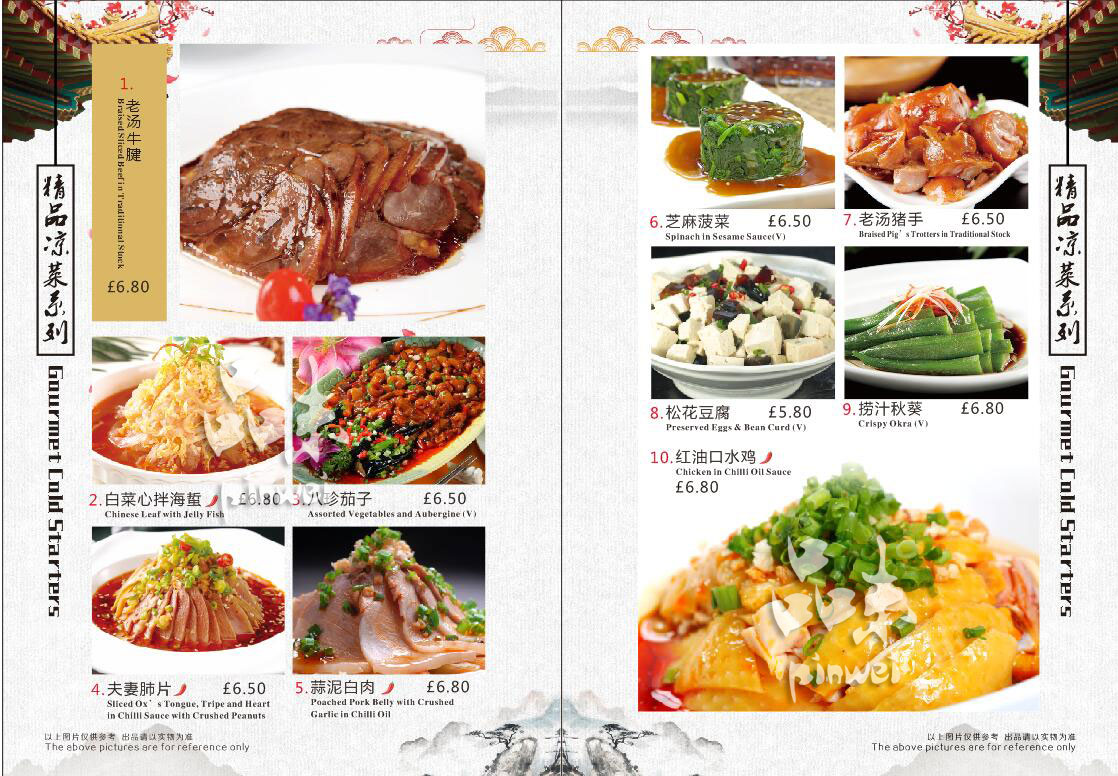 精品凉菜系列
Gourmet Cold Starters
1.
老汤牛腱
Braised Sliced Beef in Traditional Stock
£6.80
2.白菜心拌海蜇 £6.80
Chinese Leaf with Jelly Fish
3.八珍茄子 £6.50
Assorted Vegetables and Aubergine (V)
4.夫妻肺片 £6.50
Sliced Ox's Tongue, Tripe and Heart
in Chilli Sauce with Crushed Peanuts
5.蒜泥白肉 £6.80
Poached Pork Belly with Crushed
Garlic in Chilli Oil
以上图片仅供参考 出品请以实物为准
The above pictures are for reference only
6.芝麻菠菜 £6.50
Spinach in Sesame Sauce(V)
7.老汤猪手 £6.50
Braised Pig's Trotters in Traditional Stock
8.松花豆腐 £5.80
Preserved Eggs & Bean Curd (V)
9.捞汁秋葵 £6.80
Crispy Okra (V)
10.红油口水鸡
Chicken in Chilli Oil Sauce
£6.80
品味
pinwei
精品凉菜系列
Gourmet Cold Starters
以上图片仅供参考 出品请以实物为准
The above pictures are for reference only